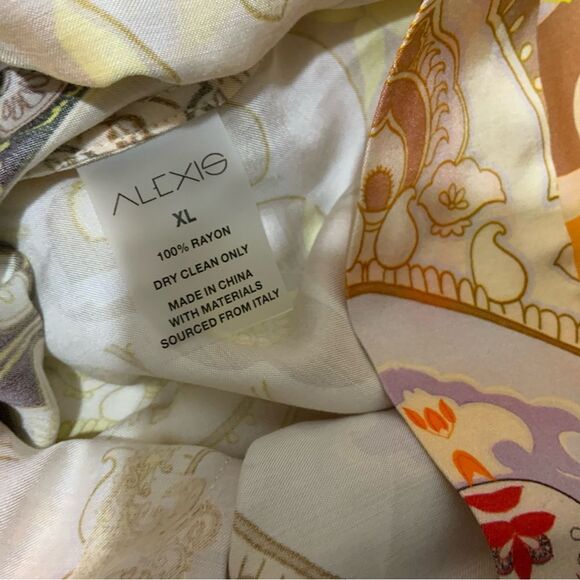 ALEXIS
XL
100% RAYON
DRY CLEAN ONLY
MADE IN CHINA
WITH MATERIALS
SOURCED FROM ITALY